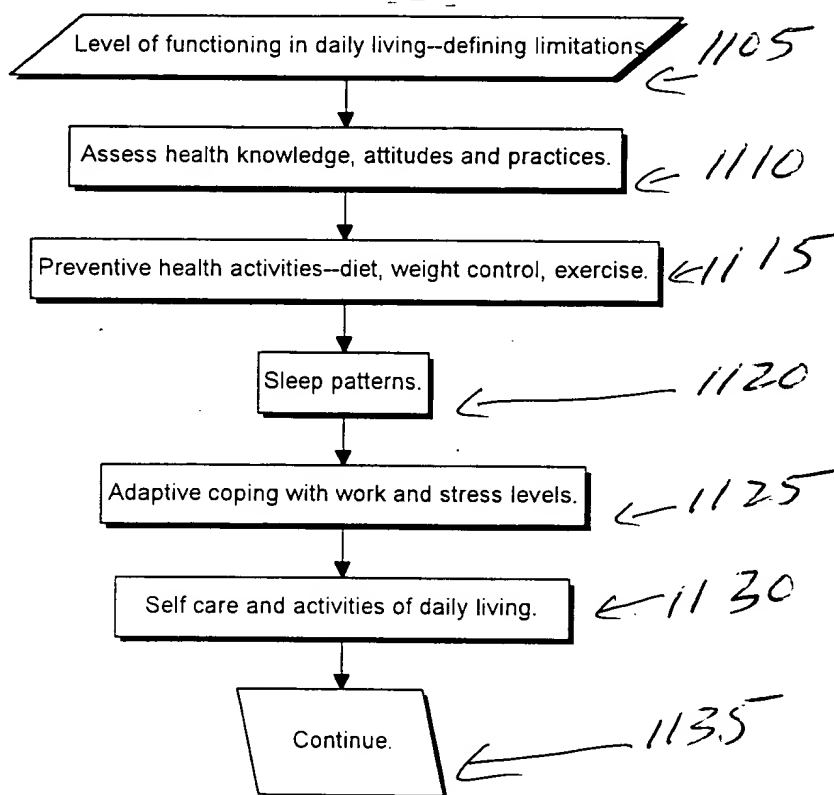 Level of functioning in daily living--defining limitations
1105
Assess health knowledge, attitudes and practices.
1110
Preventive health activities--diet, weight control, exercise.
1115
Sleep patterns.
1120
Adaptive coping with work and stress levels.
1125
Self care and activities of daily living.
1130
Continue.
1135